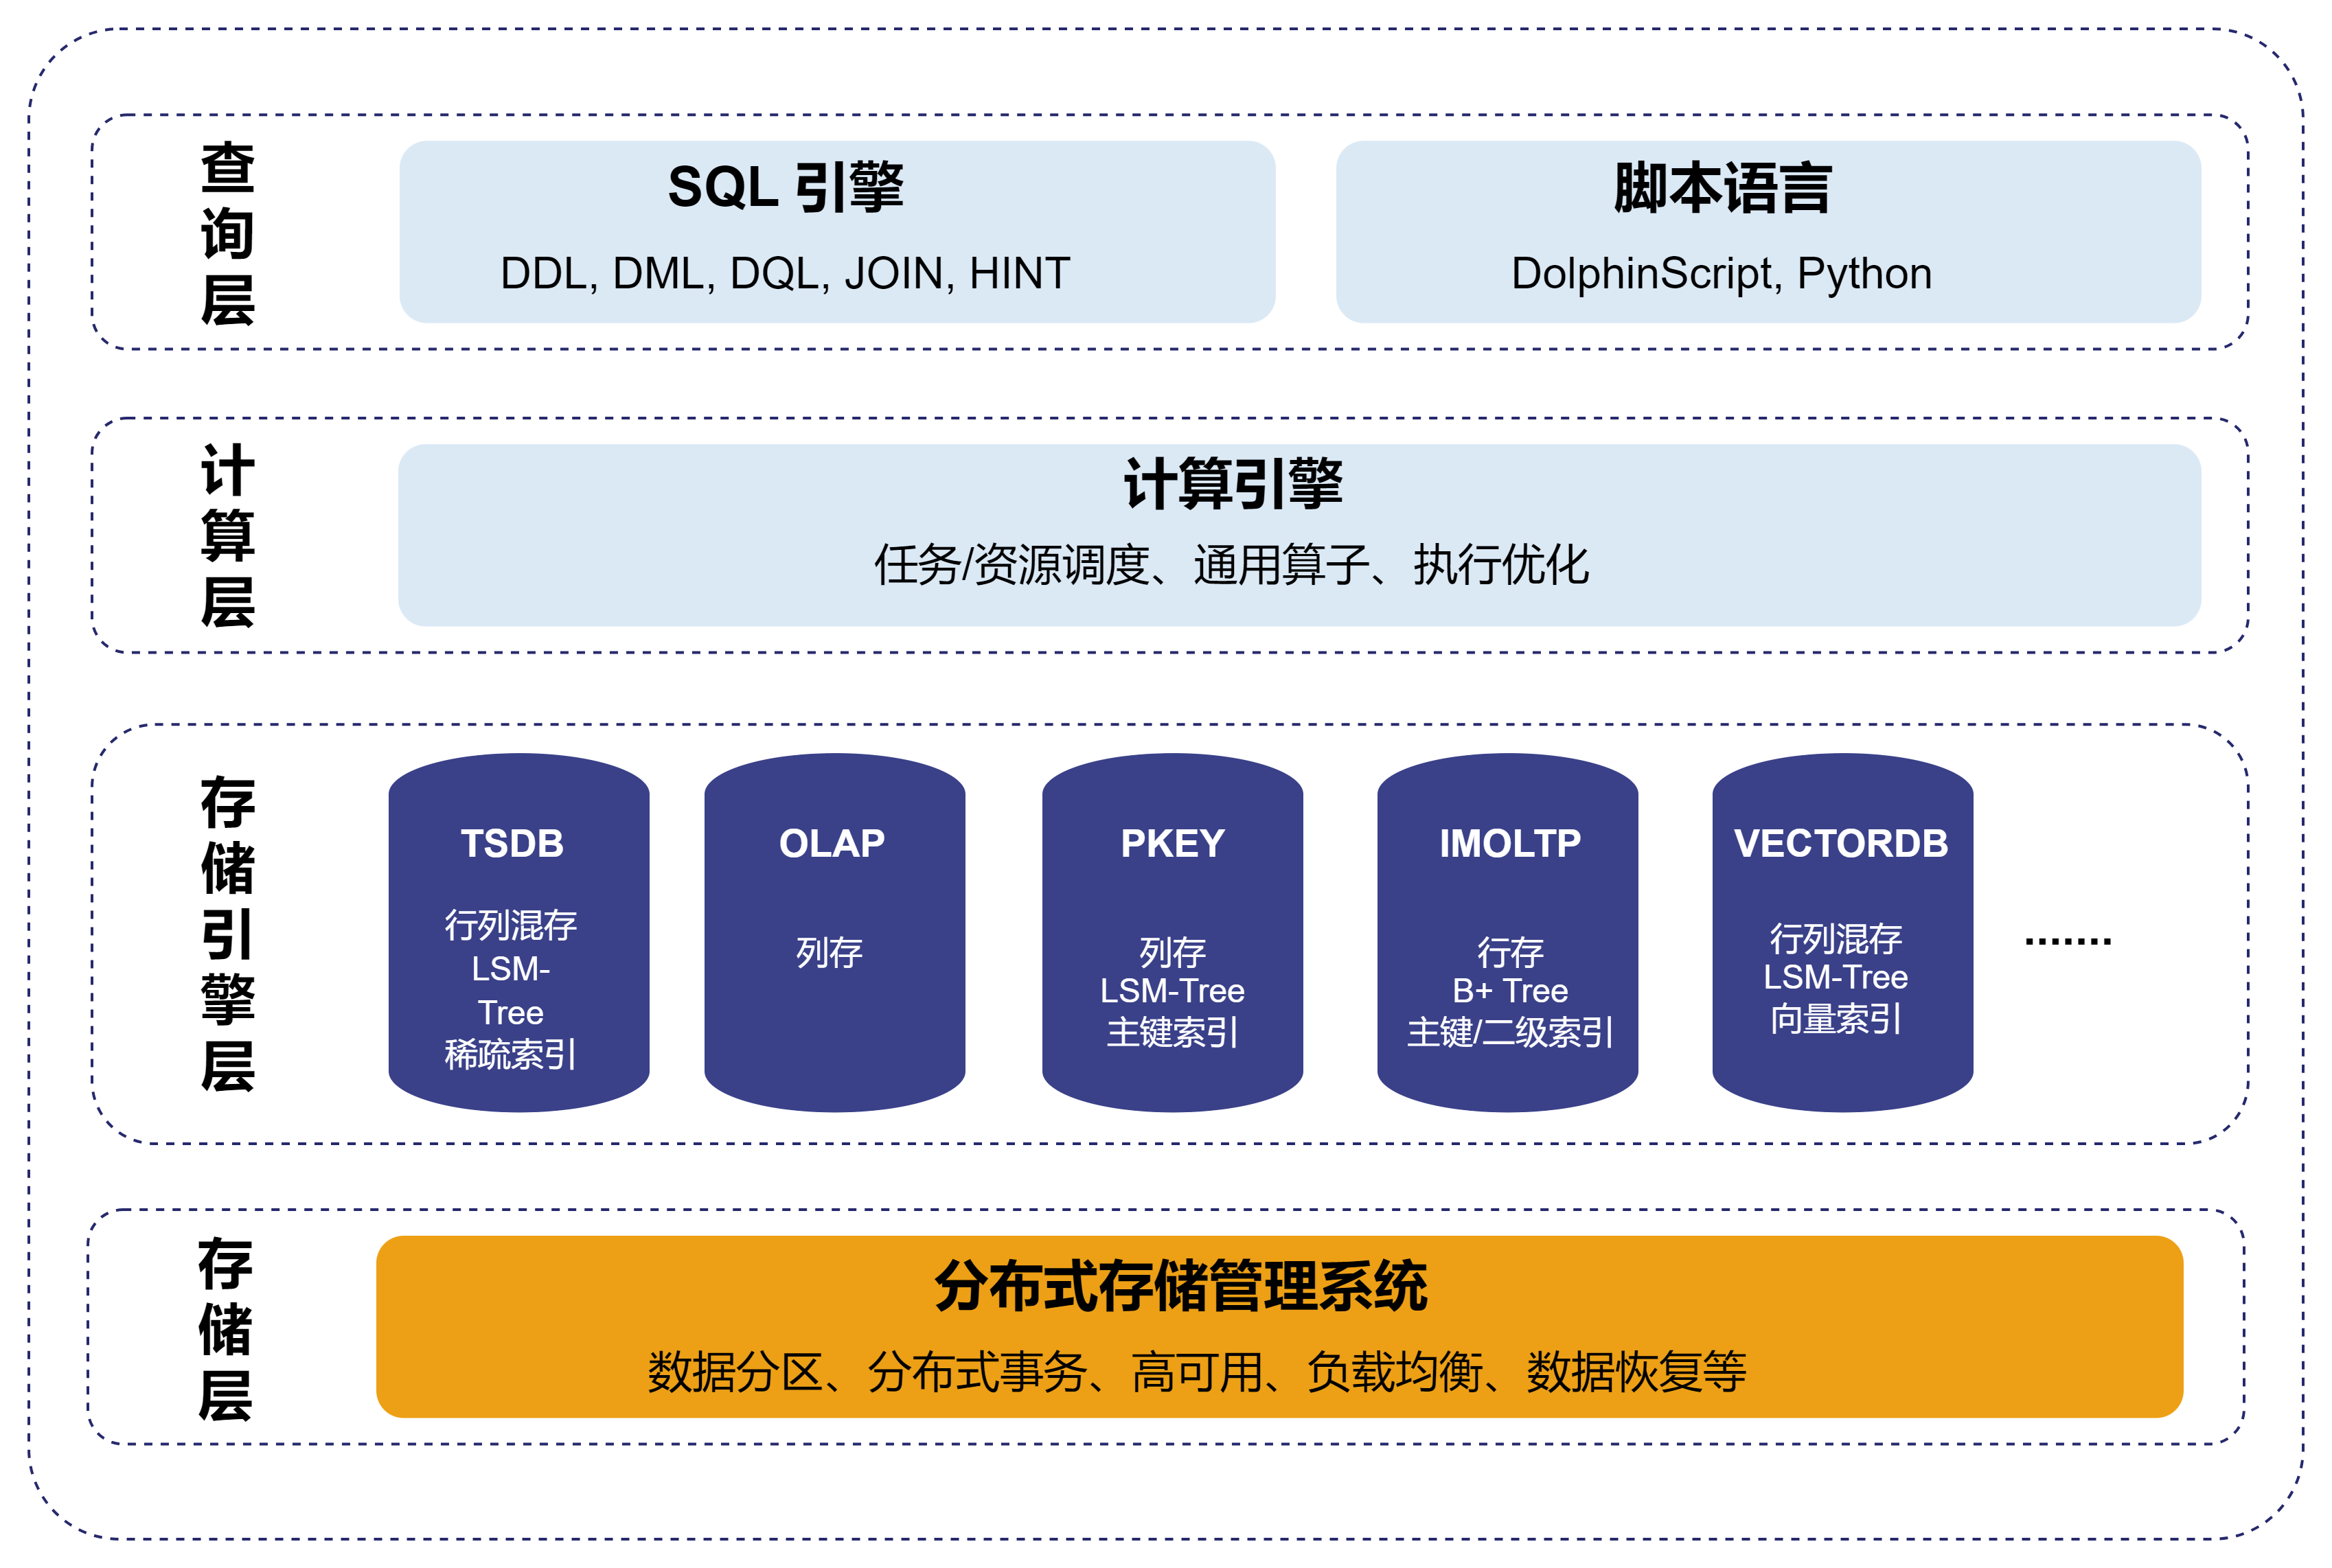 查询层
SQL 引擎
DDL, DML, DQL, JOIN, HINT
脚本语言
DolphinScript, Python
计算层
计算引擎
任务/资源调度、通用算子、执行优化
存储引擎层
TSDB
行列混存
LSM-
Tree
稀疏索引
OLAP
列存
PKEY
列存
LSM-Tree
主键索引
IMOLTP
行存
B+ Tree
主键/二级索引
VECTORDB
行列混存
LSM-Tree
向量索引
.......
存储层
分布式存储管理系统
数据分区、分布式事务、高可用、负载均衡、数据恢复等